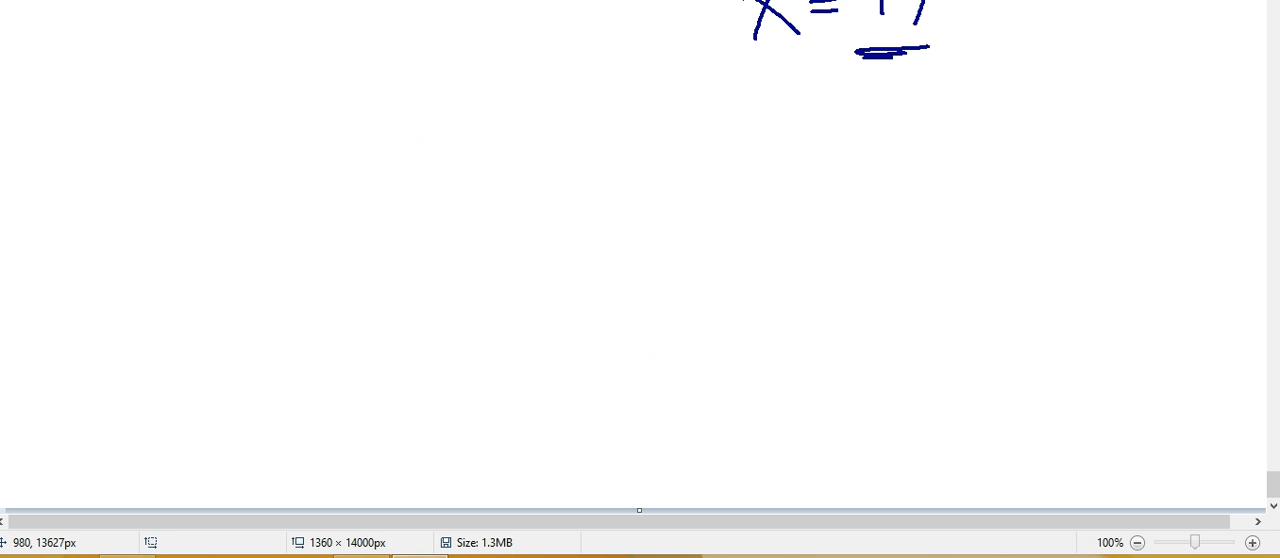 x =
980, 13627px
1360 × 14000px
Size: 1.3MB
100%